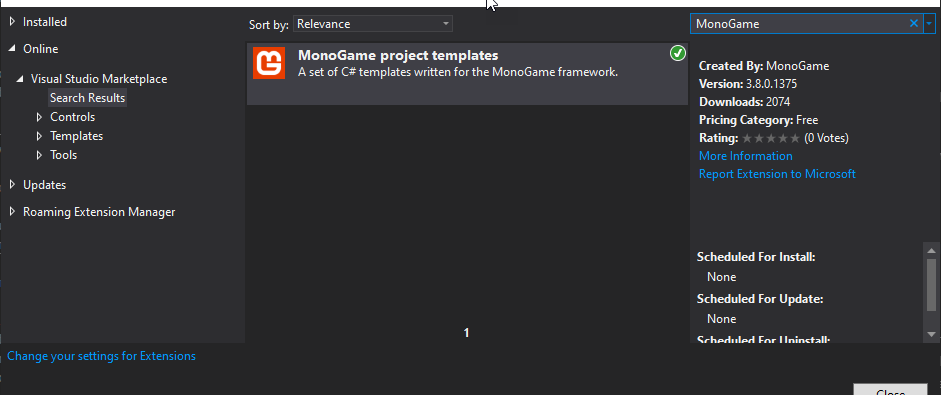 Installed
Online
Visual Studio Marketplace
Search Results
Controls
Templates
Tools
Updates
Roaming Extension Manager
Change your settings for Extensions
Sort by: Relevance
MonoGame project templates
A set of C# templates written for the MonoGame framework.
1
MonoGame
Created By: MonoGame
Version: 3.8.0.1375
Downloads: 2074
Pricing Category: Free
Rating: (0 Votes)
More Information
Report Extension to Microsoft
Scheduled For Install:
None
Scheduled For Update:
None
Scheduled For Uninstall:
Close